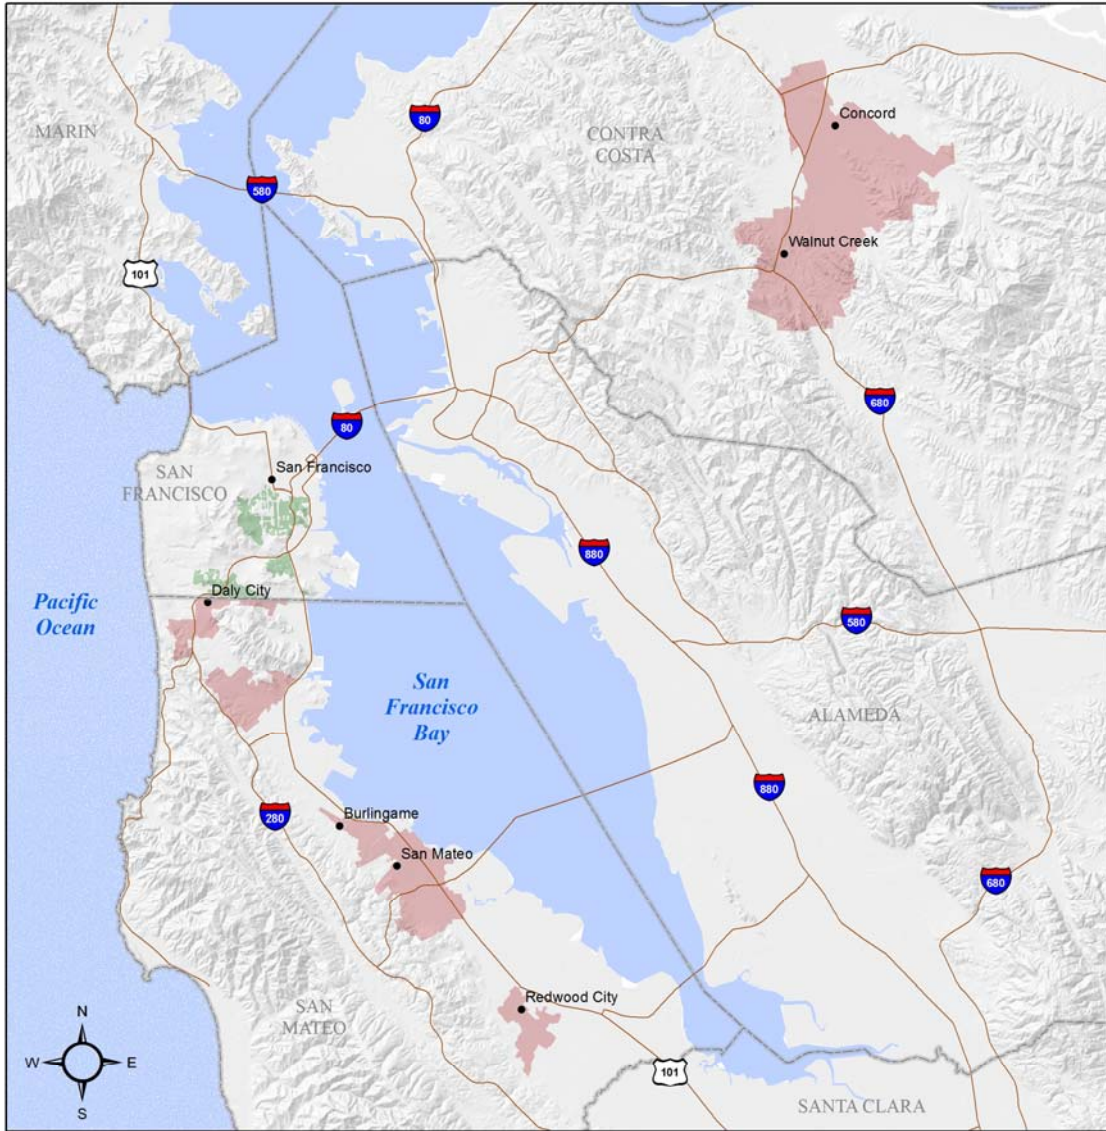 80
Concord
MARIN
CONTRA
COSTA
580
Walnut Creek
101
680
80
San Francisco
SAN
FRANCISCO
880
Daly City
Pacific
Ocean
580
San
Francisco
Bay
ALAMEDA
880
280
Burlingame
San Mateo
680
Redwood City
SAN
MATEO
N
W
E
S
101
SANTA CLARA